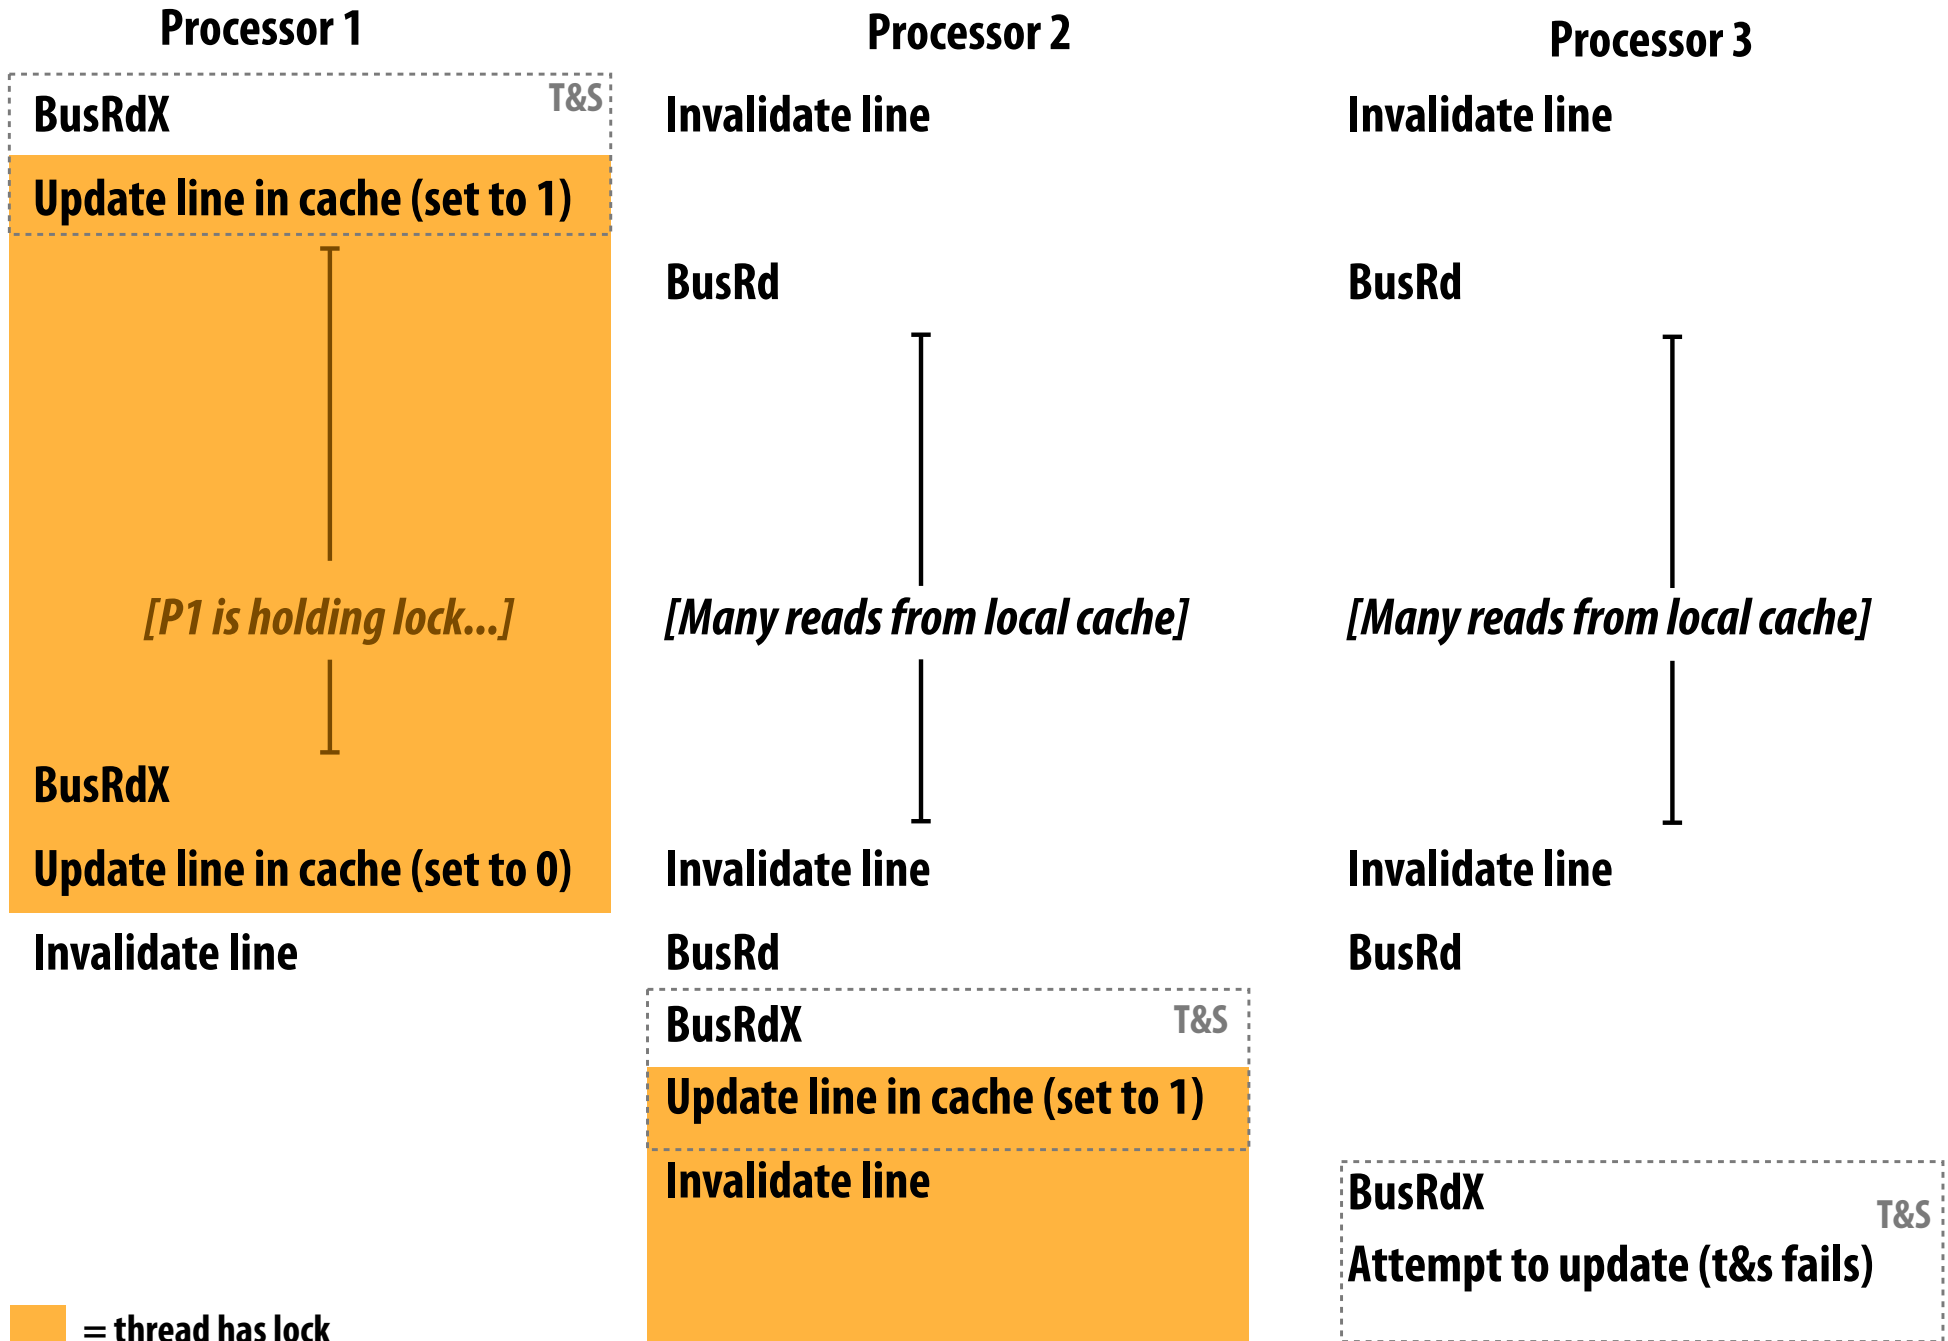 Processor 1
BusRdX
T&S
Update line in cache (set to 1)
[P1 is holding lock...]
BusRdX
Update line in cache (set to 0)
Invalidate line
= thread has lock
Processor 2
Invalidate line
BusRd
[Many reads from local cache]
Invalidate line
BusRd
BusRdX
T&S
Update line in cache (set to 1)
Invalidate line
Processor 3
Invalidate line
BusRd
[Many reads from local cache]
Invalidate line
BusRd
BusRdX
T&S
Attempt to update (t&s fails)